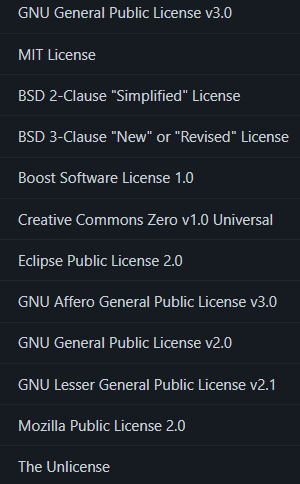 GNU General Public License v3.0
MIT License
BSD 2-Clause "Simplified" License
BSD 3-Clause "New" or "Revised" License
Boost Software License 1.0
Creative Commons Zero v1.0 Universal
Eclipse Public License 2.0
GNU Affero General Public License v3.0
GNU General Public License v2.0
GNU Lesser General Public License v2.1
Mozilla Public License 2.0
The Unlicense